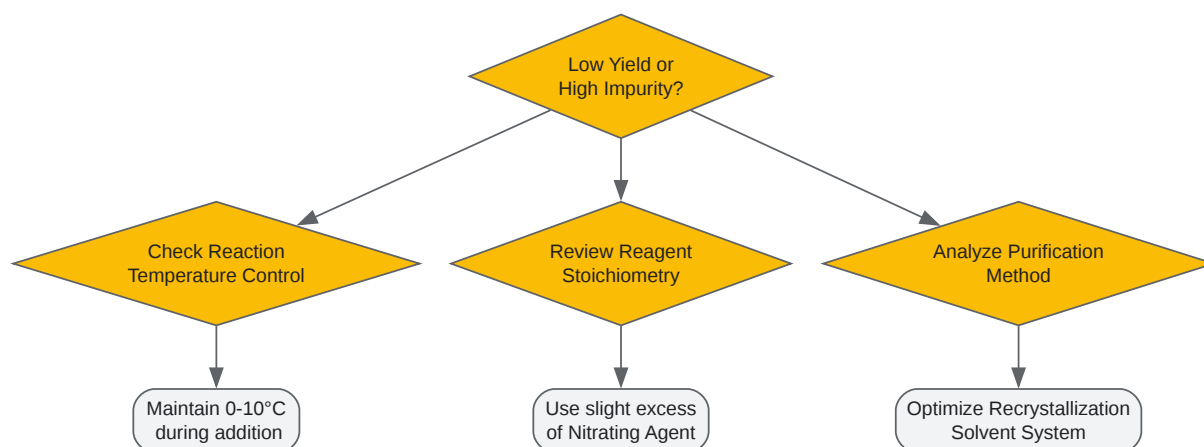 Low Yield or
High Impurity?
Check Reaction
Temperature Control
Review Reagent
Stoichiometry
Analyze Purification
Method
Maintain 0-10°C
during addition
Use slight excess
of Nitrating Agent
Optimize Recrystallization
Solvent System